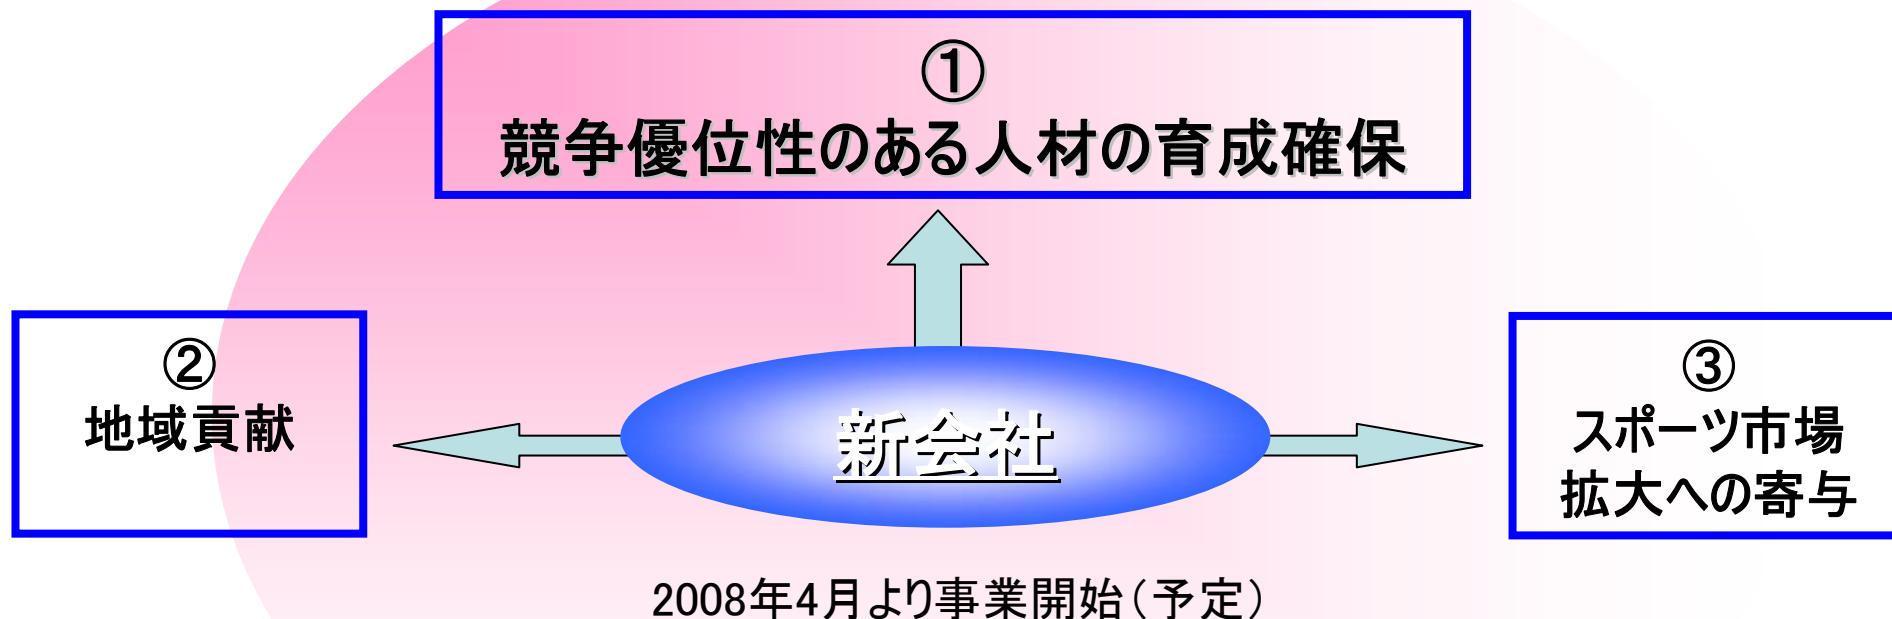 ①
競争優位性のある人材の育成確保
②
地域貢献
新会社
③
スポーツ市場
拡大への寄与
2008年4月より事業開始(予定)